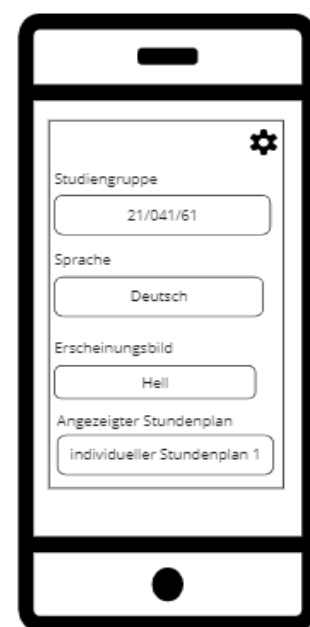 Studiengruppe
21/041/61
Sprache
Deutsch
Erscheinungsbild
Hell
Angezeigter Stundenplan
individueller Stundenplan 1